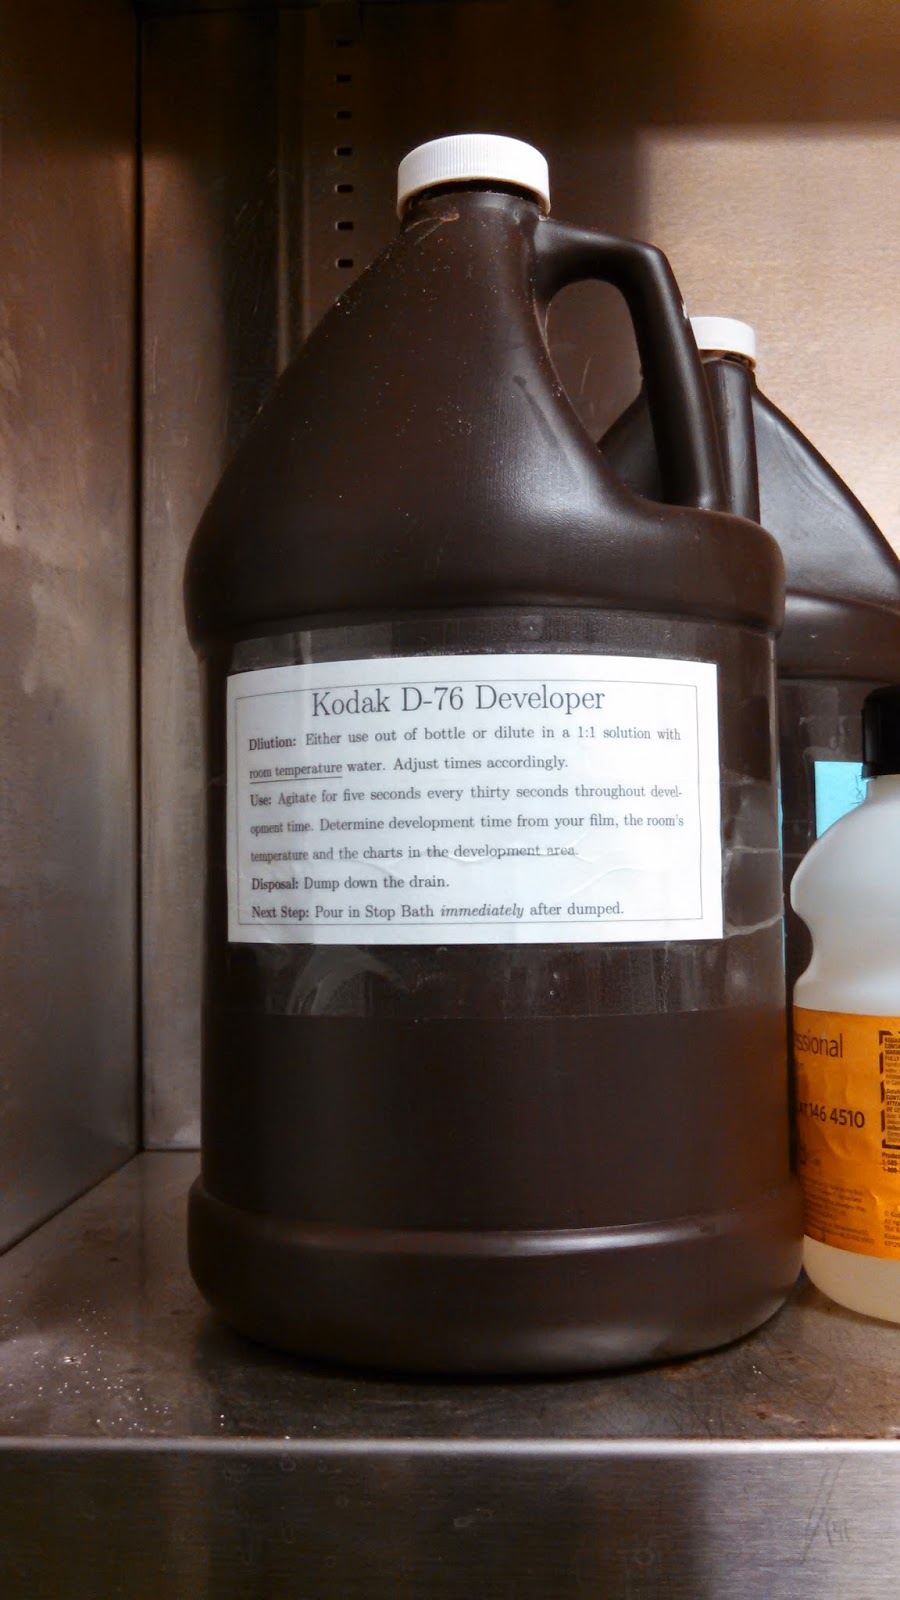 Kodak D-76 Developer
Dliution: Either use out of bottle or dilute in a 1:1 solution with
room temperature water. Adjust times accordingly.
Use: Agitate for five seconds every thirty seconds throughout devel-
opment time. Determine development time from your film, the room's
temperature and the charts in the development area.
Disposal: Dump down the drain.
Next Step: Pour in Stop Bath immediately after dumped.
ssional
146 4510